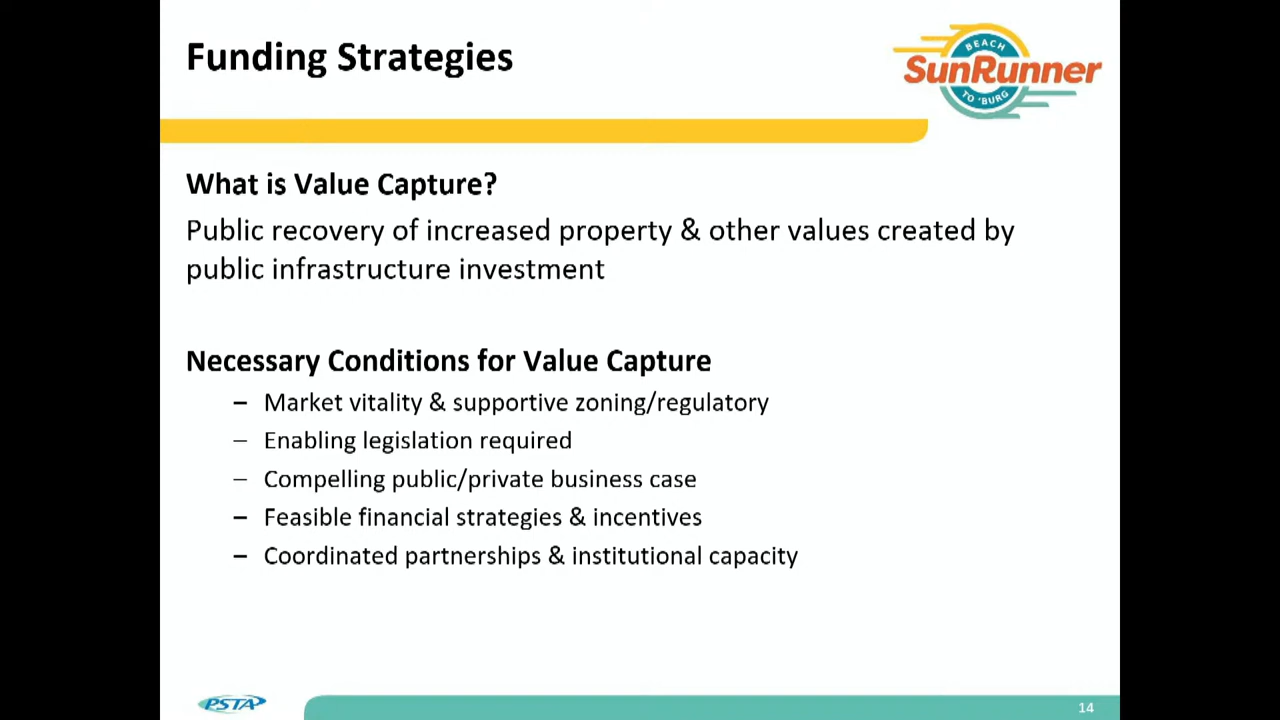 Funding Strategies
BEACH
SunRunner
TO 'BURG
What is Value Capture?
Public recovery of increased property & other values created by
public infrastructure investment
Necessary Conditions for Value Capture
– Market vitality & supportive zoning/regulatory
– Enabling legislation required
– Compelling public/private business case
– Feasible financial strategies & incentives
– Coordinated partnerships & institutional capacity
PSTA
14